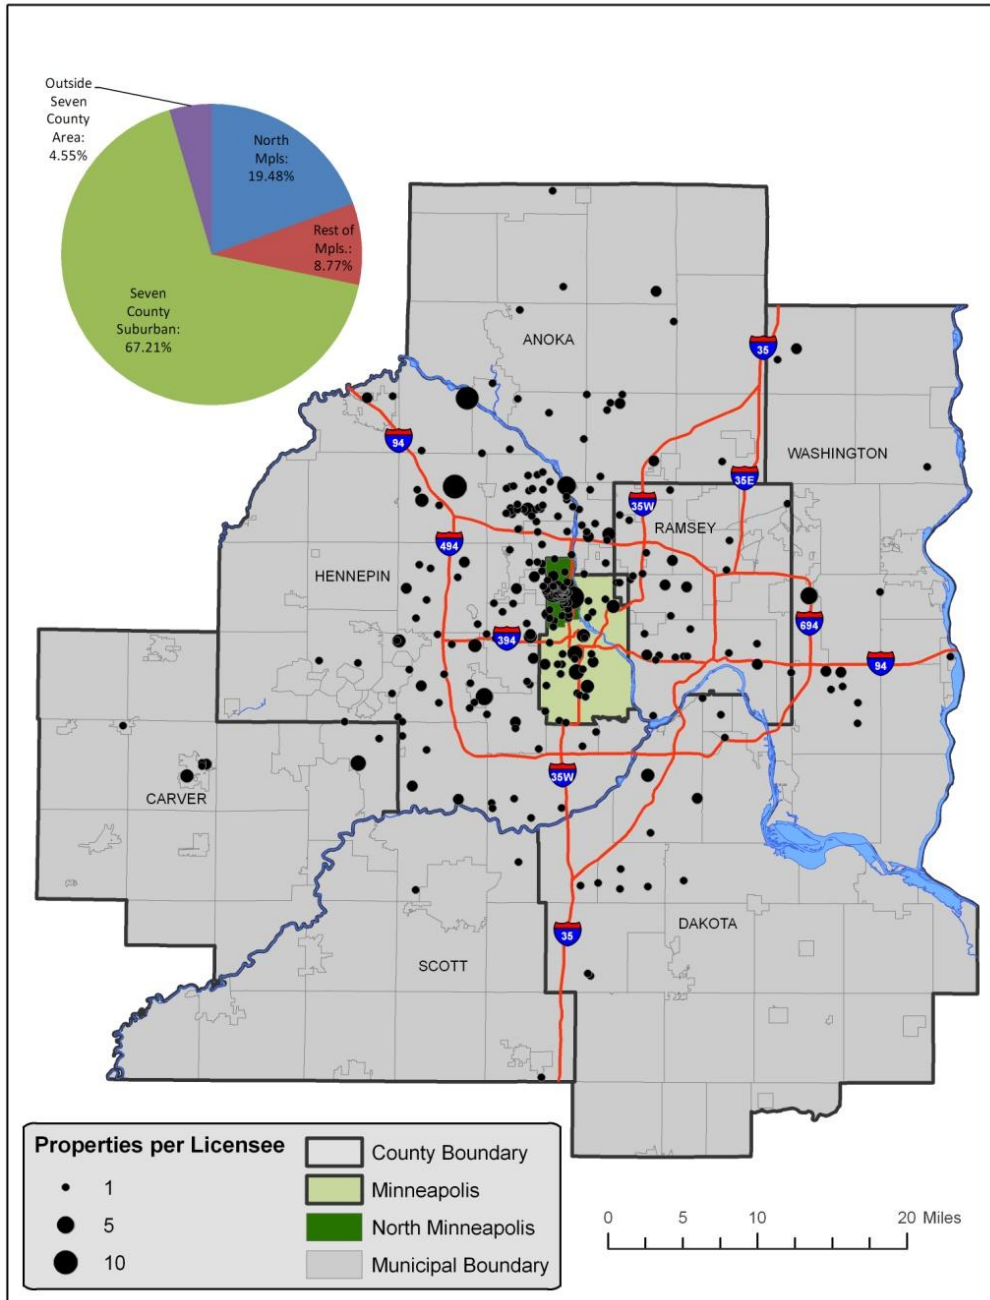 Outside
Seven
County
Area:
4.55%
North
Mpls:
19.48%
Rest of
Mpls.:
8.77%
Seven
County
Suburban:
67.21%
ANOKA
35
94
WASHINGTON
35E
35W
RAMSEY
494
HENNEPIN
394
694
94
35W
CARVER
DAKOTA
35
SCOTT
Properties per Licensee
1
5
10
County Boundary
Minneapolis
North Minneapolis
Municipal Boundary
0 5 10 20 Miles